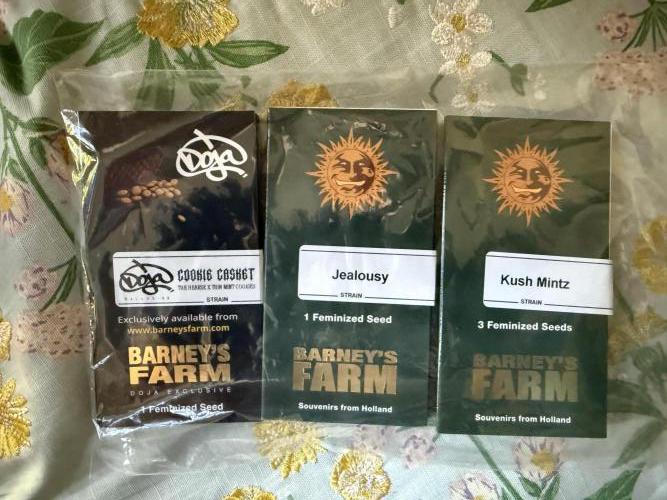 Doja
Doja
COOKIE CASKET
THE HEARSE X THIN MINT COOKIES
STRAIN
Exclusively available from
www.barneysfarm.com
BARNEY'S
FARM
DOJA EXCLUSIVE
1 Feminized Seed
Jealousy
STRAIN
1 Feminized Seed
BARNEY'S
FARM
Souvenirs from Holland
Kush Mintz
STRAIN
3 Feminized Seeds
BARNEY'S
FARM
Souvenirs from Holland